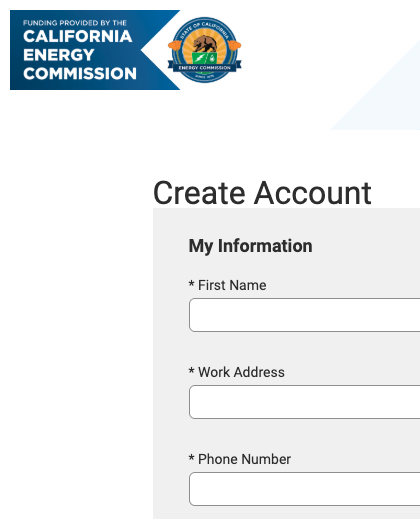 FUNDING PROVIDED BY THE
CALIFORNIA
ENERGY
COMMISSION
STATE OF CALIFORNIA
ENERGY COMMISSION
Create Account
My Information
* First Name
* Work Address
* Phone Number